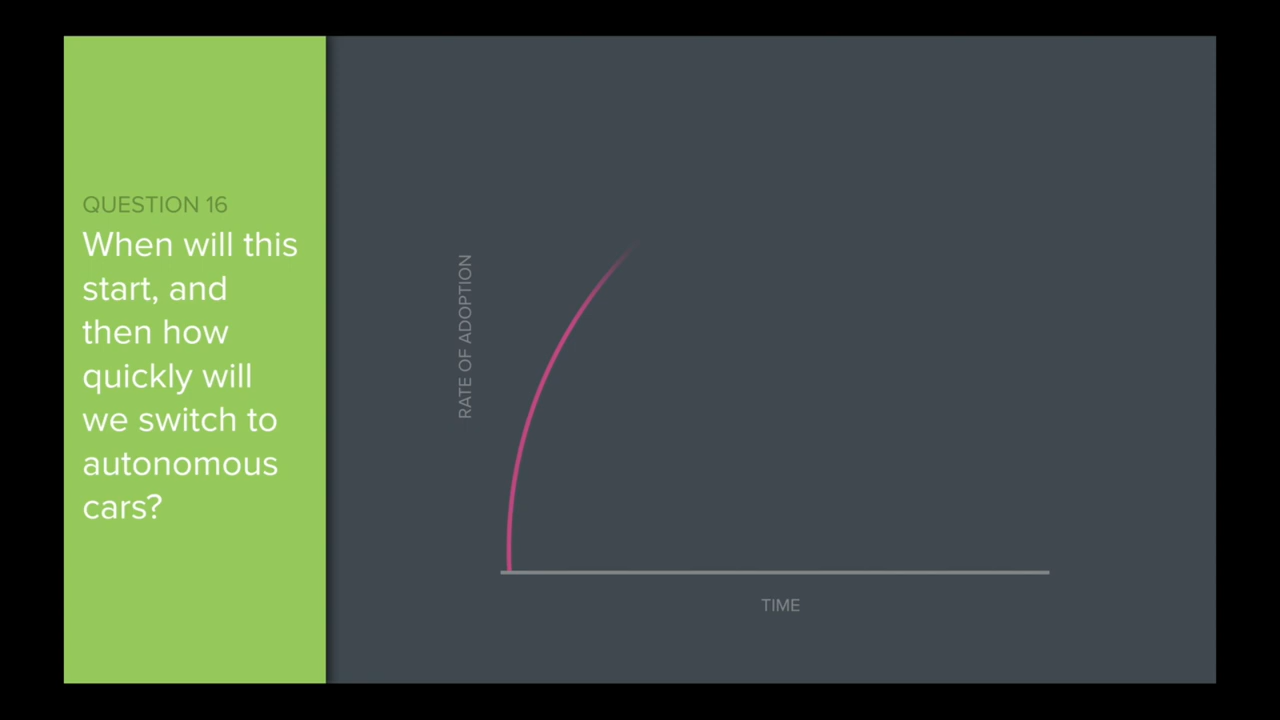 QUESTION 16
When will this
start, and
then how
quickly will
we switch to
autonomous
cars?
RATE OF ADOPTION
TIME